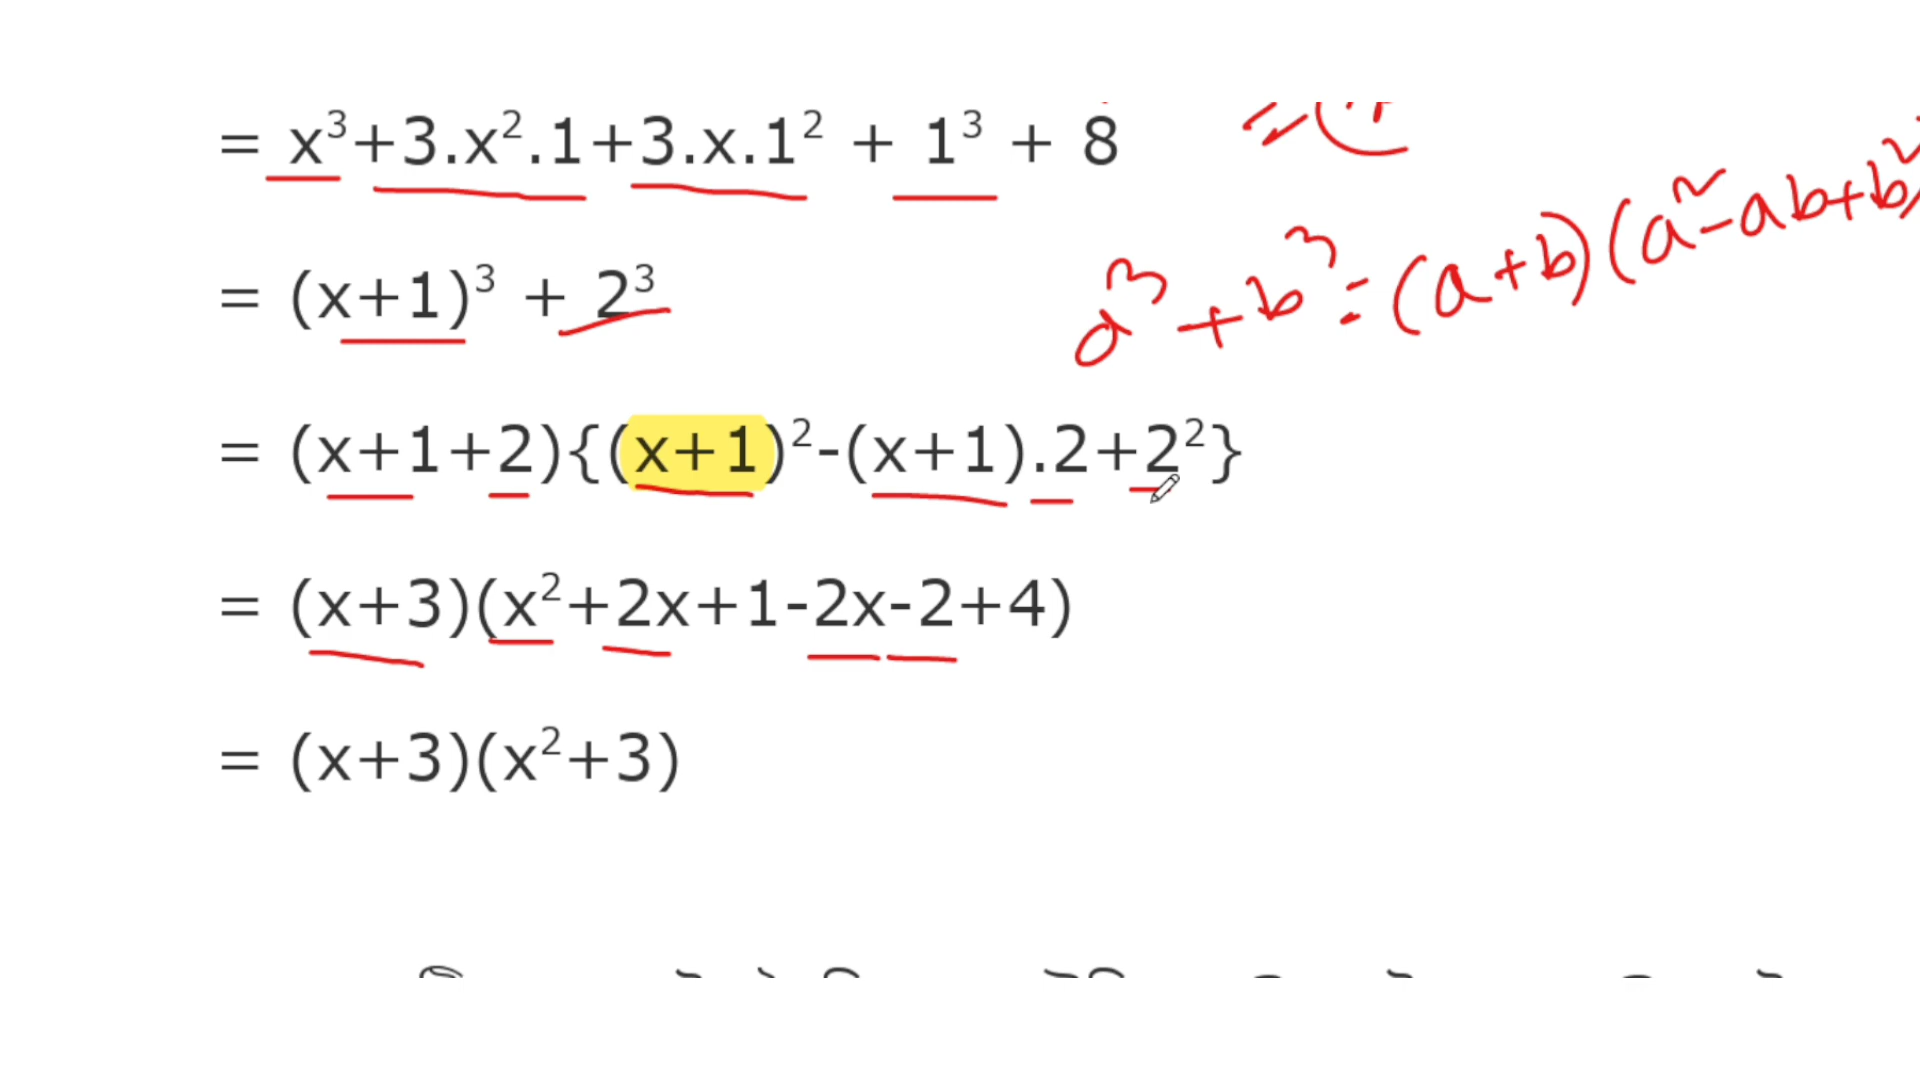 = x³+3.x².1+3.x.1² + 1³ + 8
= (x+1)³ + 2³
a³+b³=(a+b)(a²-ab+b²
= (x+1+2){(x+1)²-(x+1).2+2²}
= (x+3)(x²+2x+1-2x-2+4)
= (x+3)(x²+3)